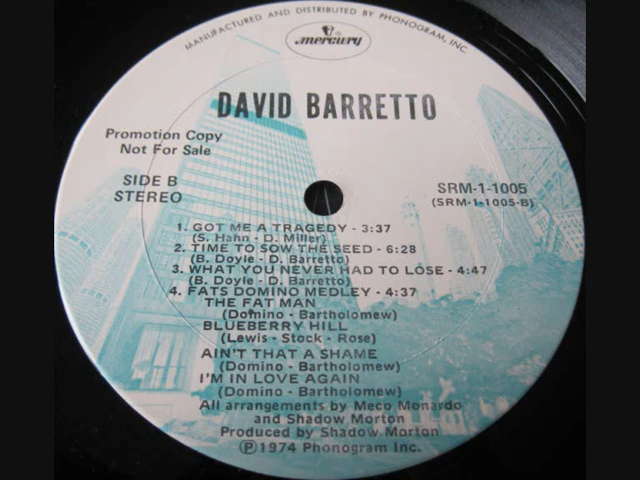 MANUFACTURED AND DISTRIBUTED BY PHONOGRAM, INC.
mercury
DAVID BARRETTO
Promotion Copy
Not For Sale
SIDE B
STEREO
SRM-1-1005
(SRM-1-1005-B)
1. GOT ME A TRAGEDY - 3:37
(S. Hahn - D. Miller)
2. TIME TO SOW THE SEED - 6:28
(B. Doyle - D. Barretto)
3. WHAT YOU NEVER HAD TO LOSE - 4:47
(B. Doyle - D. Barretto)
4. FATS DOMINO MEDLEY - 4:37
THE FAT MAN
(Domino - Bartholomew)
BLUEBERRY HILL
(Lewis - Stock - Rose)
AIN'T THAT A SHAME
(Domino - Bartholomew)
I'M IN LOVE AGAIN
(Domino - Bartholomew)
All arrangements by Meco Monardo
and Shadow Morton
Produced by Shadow Morton
Ⓟ1974 Phonogram Inc.